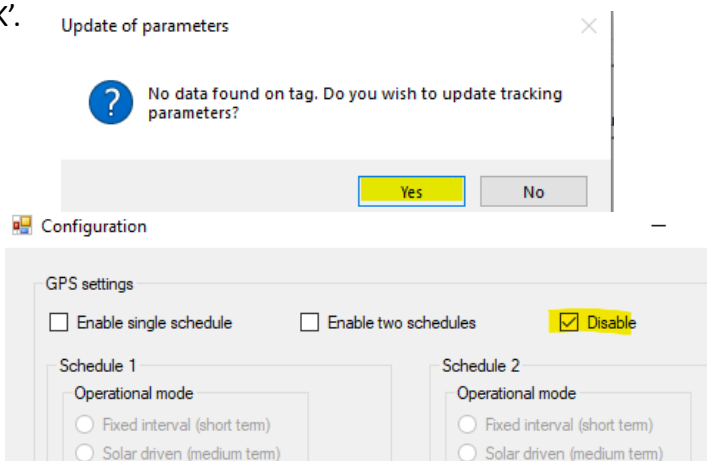 K'.
Update of parameters
No data found on tag. Do you wish to update tracking
parameters?
Yes No
Configuration
GPS settings
Enable single schedule Enable two schedules Disable
Schedule 1 Schedule 2
Operational mode Operational mode
Fixed interval (short term) Fixed interval (short term)
Solar driven (medium term) Solar driven (medium term)